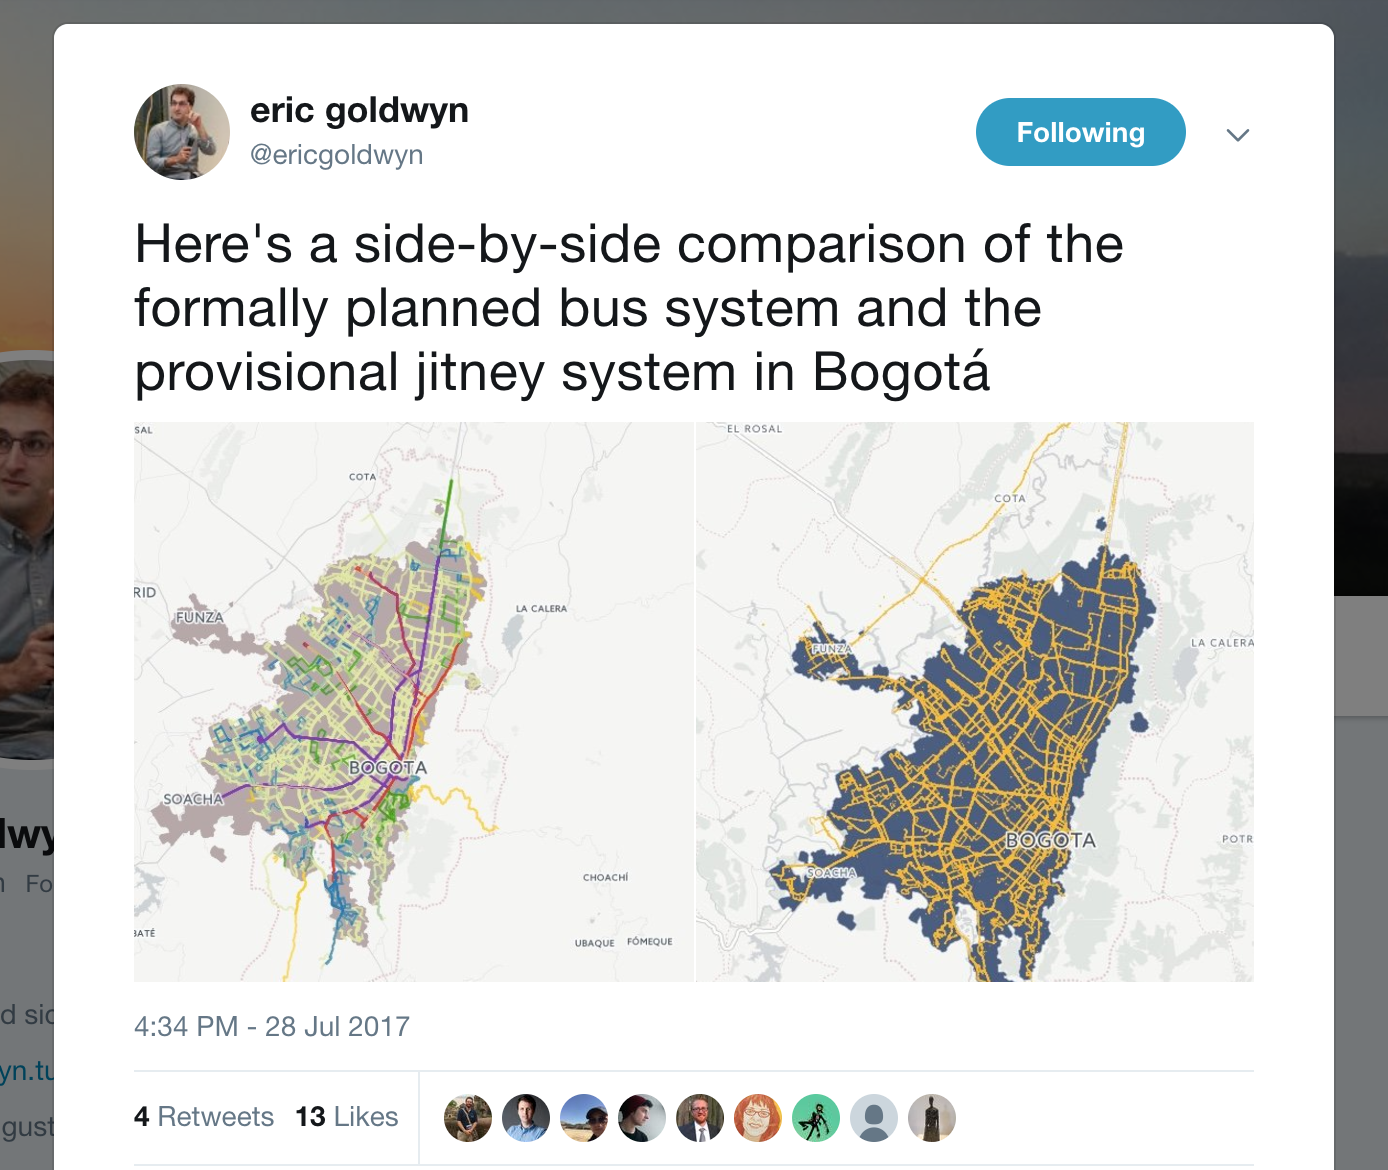 eric goldwyn
@ericgoldwyn
Following
Here's a side-by-side comparison of the
formally planned bus system and the
provisional jitney system in Bogotá
SAL
COTA
RID
FUNZA
LA CALERA
BOGOTA
SOACHA
CHOACHÍ
BATÉ
UBAQUE
FÓMEQUE
EL ROSAL
COTA
FUNZA
LA CALERA
BOGOTA
POTR
SOACHA
4:34 PM - 28 Jul 2017
4 Retweets 13 Likes
lwy
Fo
d sid
yn.tu
gust